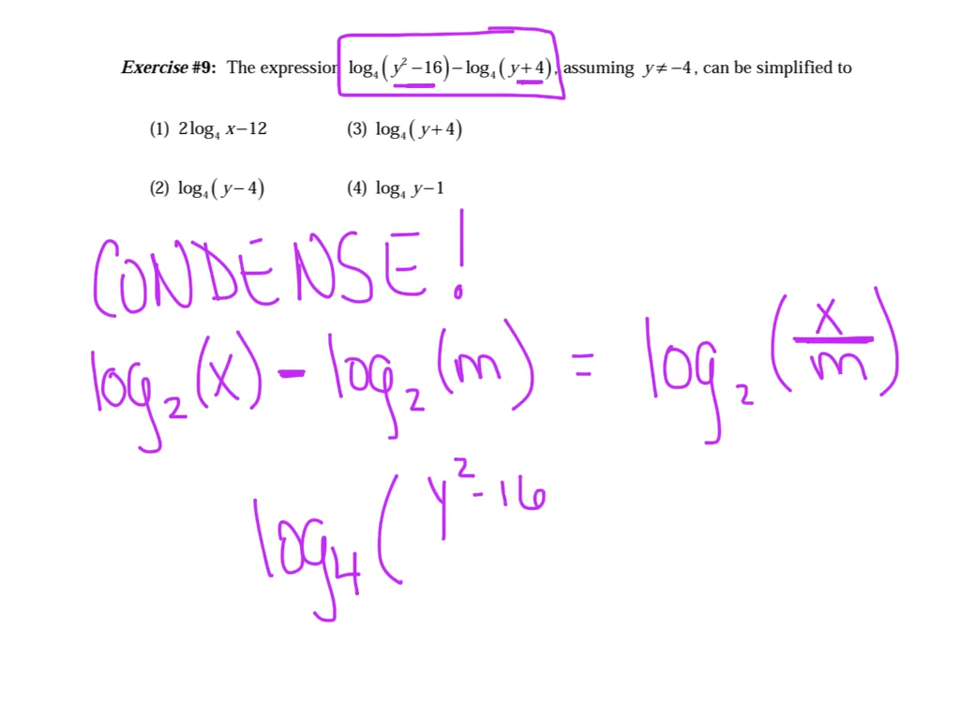 Exercise #9: The expression log₄(y² −16)−log₄(y+4), assuming y≠−4, can be simplified to
(1) 2log₄ x−12 (3) log₄(y+4)
(2) log₄(y−4) (4) log₄ y−1
CONDENSE!
log₂(x) - log₂(m) = log₂(x/m)
log₄(y²-16